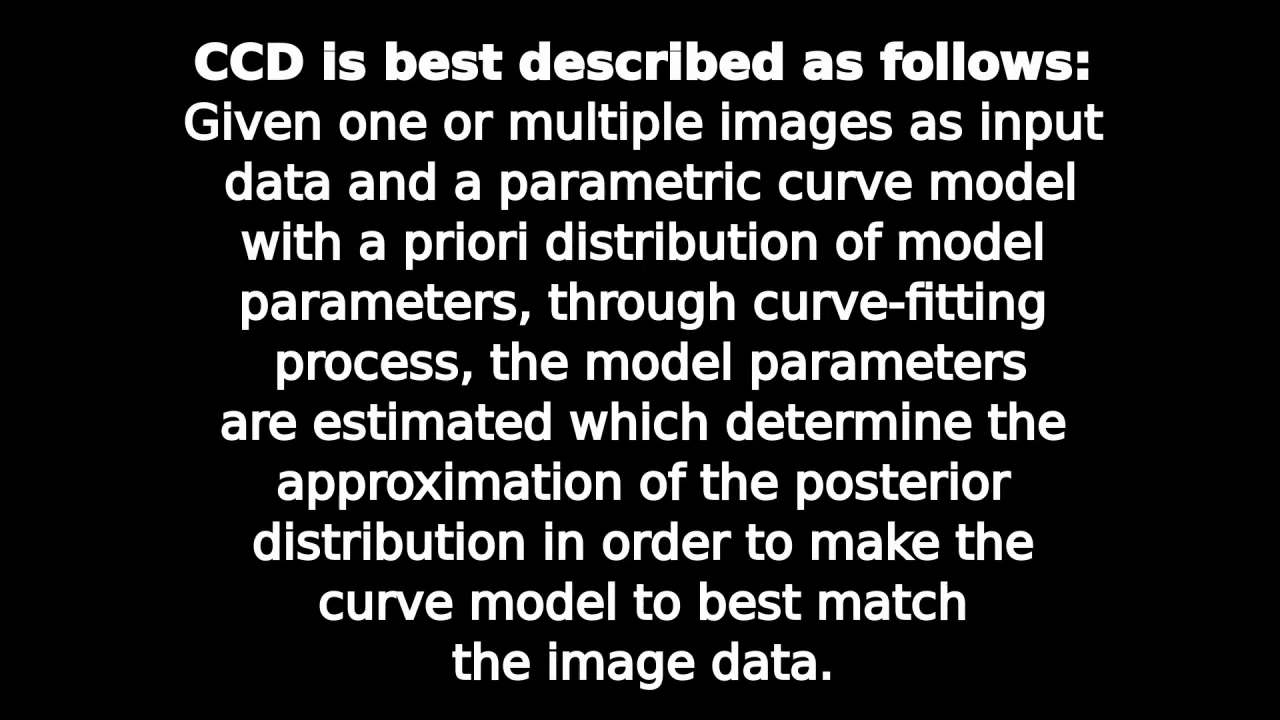 CCD is best described as follows:
Given one or multiple images as input
data and a parametric curve model
with a priori distribution of model
parameters, through curve-fitting
process, the model parameters
are estimated which determine the
approximation of the posterior
distribution in order to make the
curve model to best match
the image data.